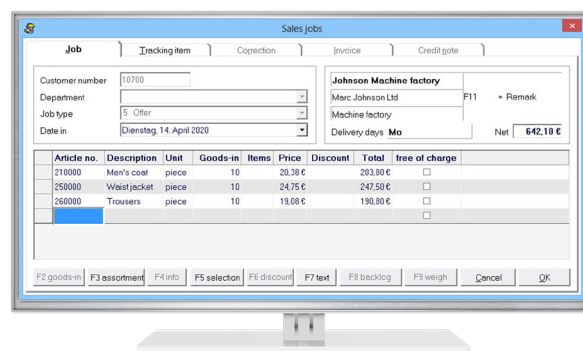 Sales jobs
Job Tracking item Correction Invoice Credit note
Customer number 10700
Department
Job type 5 Offer
Date in Dienstag, 14. April 2020
Johnson Machine factory
Marc Johnson Ltd F11 = Remark
Machine factory
Delivery days Mo Net 642,10 €
Article no. Description Unit Goods-in Items Price Discount Total free of charge
210000 Men's coat piece 10 20,38 € 203,80 €
250000 Waist jacket piece 10 24,75 € 247,50 €
260000 Trousers piece 10 19,08 € 190,80 €
F2 goods-in F3 assortment F4 info F5 selection F6 discount F7 text F8 backlog F9 weigh Cancel OK